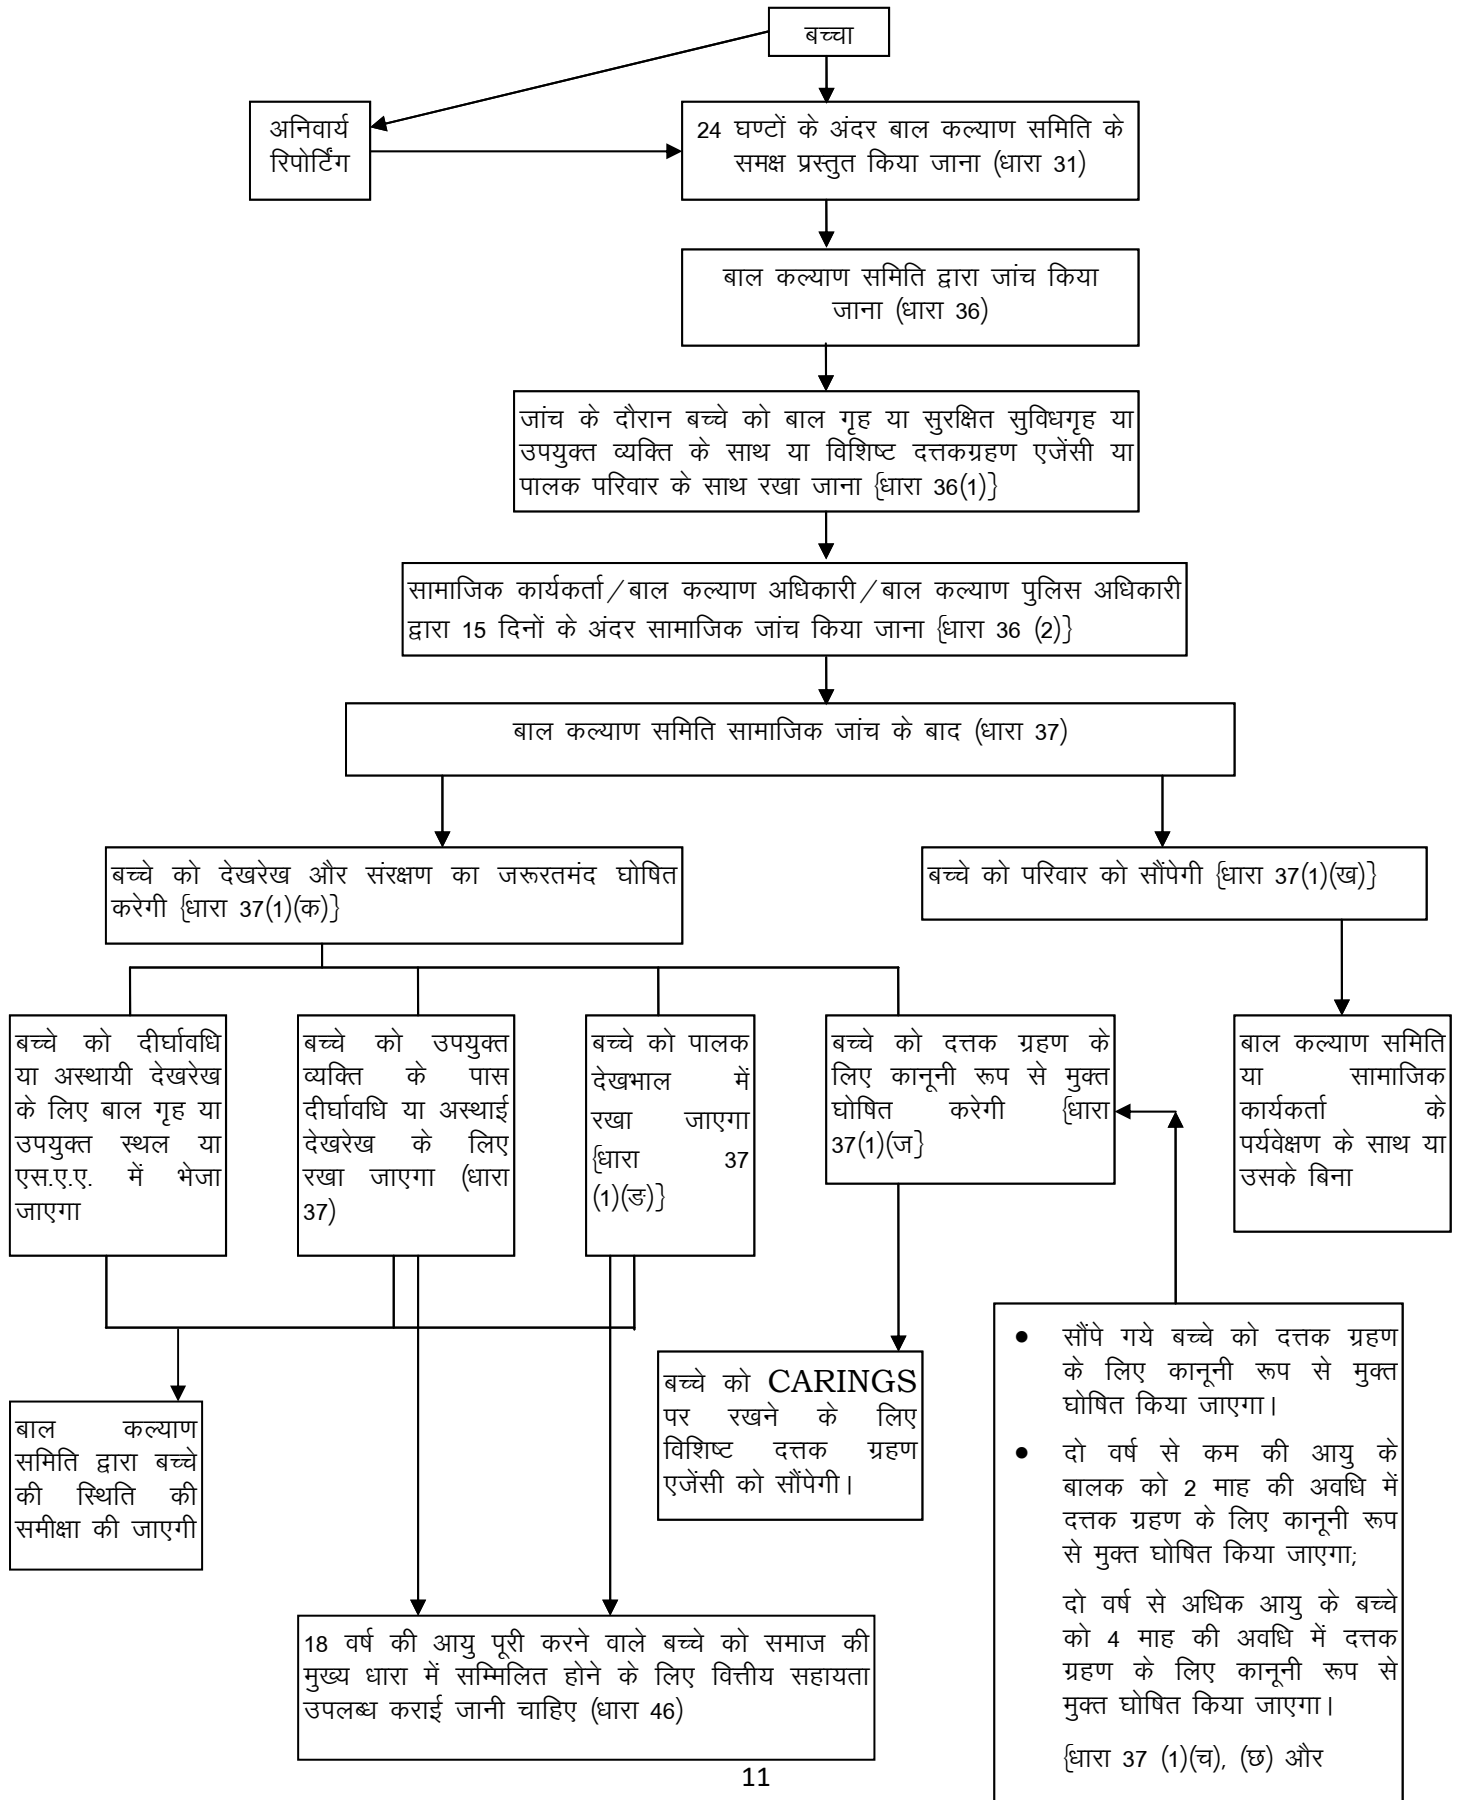 बच्चा
अनिवार्य
रिपोर्टिंग
24 घण्टों के अंदर बाल कल्याण समिति के
समक्ष प्रस्तुत किया जाना (धारा 31)
बाल कल्याण समिति द्वारा जांच किया
जाना (धारा 36)
जांच के दौरान बच्चे को बाल गृह या सुरक्षित सुविधगृह या
उपयुक्त व्यक्ति के साथ या विशिष्ट दत्तकग्रहण एजेंसी या
पालक परिवार के साथ रखा जाना {धारा 36(1)}
सामाजिक कार्यकर्ता/बाल कल्याण अधिकारी/बाल कल्याण पुलिस अधिकारी
द्वारा 15 दिनों के अंदर सामाजिक जांच किया जाना {धारा 36 (2)}
बाल कल्याण समिति सामाजिक जांच के बाद (धारा 37)
बच्चे को देखरेख और संरक्षण का जरूरतमंद घोषित
करेगी {धारा 37(1)(क)}
बच्चे को परिवार को सौंपेगी {धारा 37(1)(ख)}
बच्चे को दीर्घावधि
या अस्थायी देखरेख
के लिए बाल गृह या
उपयुक्त स्थल या
एस.ए.ए. में भेजा
जाएगा
बच्चे को उपयुक्त
व्यक्ति के पास
दीर्घावधि या अस्थाई
देखरेख के लिए
रखा जाएगा (धारा
37)
बच्चे को पालक
देखभाल में
रखा जाएगा
{धारा 37
(1)(ङ)}
बच्चे को दत्तक ग्रहण के
लिए कानूनी रूप से मुक्त
घोषित करेगी {धारा
37(1)(ज}
बाल कल्याण समिति
या सामाजिक
कार्यकर्ता के
पर्यवेक्षण के साथ या
उसके बिना
बाल कल्याण
समिति द्वारा बच्चे
की स्थिति की
समीक्षा की जाएगी
बच्चे को CARINGS
पर रखने के लिए
विशिष्ट दत्तक ग्रहण
एजेंसी को सौंपेगी।
• सौंपे गये बच्चे को दत्तक ग्रहण
के लिए कानूनी रूप से मुक्त
घोषित किया जाएगा।
• दो वर्ष से कम की आयु के
बालक को 2 माह की अवधि में
दत्तक ग्रहण के लिए कानूनी रूप
से मुक्त घोषित किया जाएगा;
दो वर्ष से अधिक आयु के बच्चे
को 4 माह की अवधि में दत्तक
ग्रहण के लिए कानूनी रूप से
मुक्त घोषित किया जाएगा।
{धारा 37 (1)(च), (छ) और
18 वर्ष की आयु पूरी करने वाले बच्चे को समाज की
मुख्य धारा में सम्मिलित होने के लिए वित्तीय सहायता
उपलब्ध कराई जानी चाहिए (धारा 46)
11